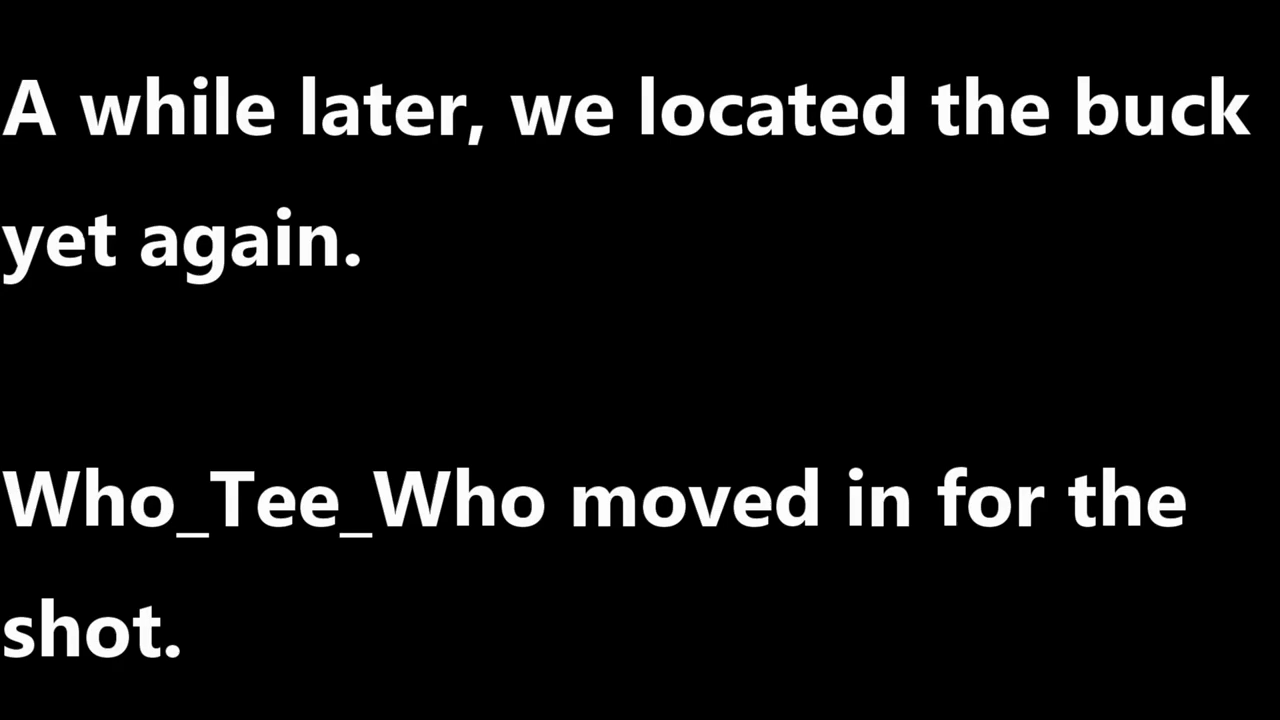 A while later, we located the buck
yet again.
Who_Tee_Who moved in for the
shot.